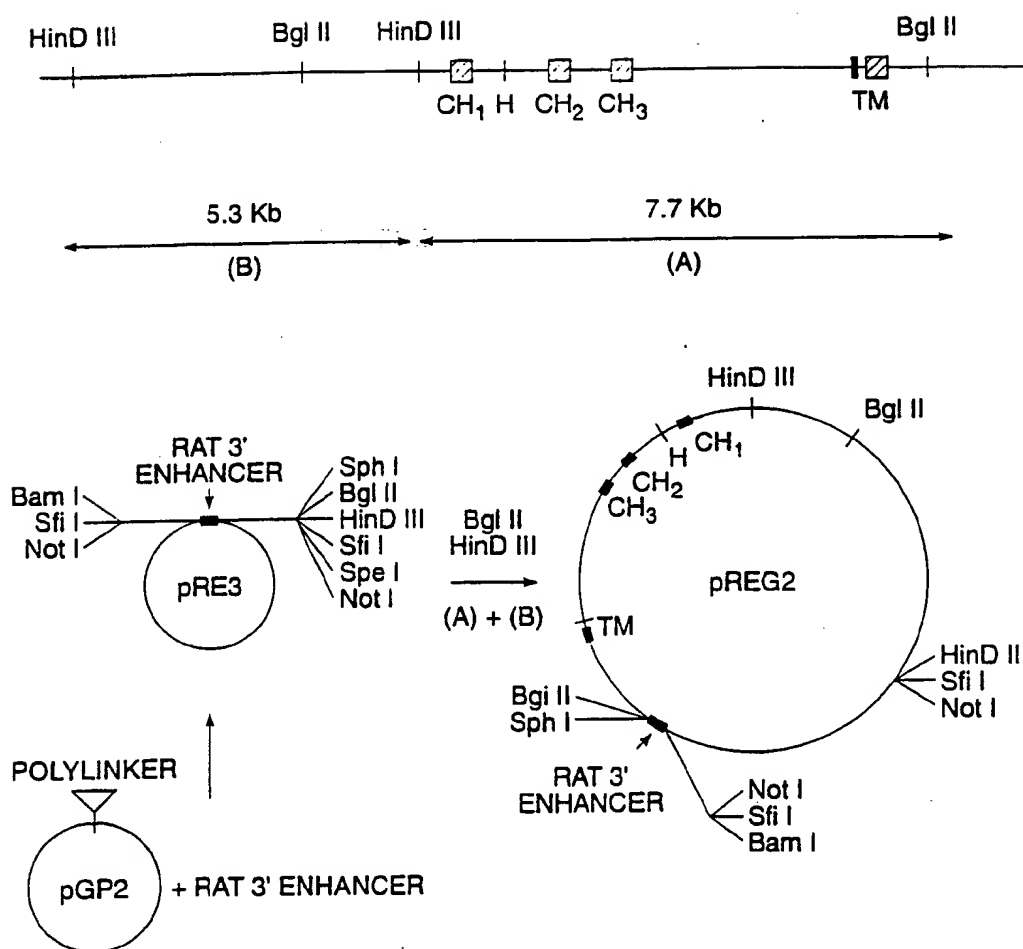 HinD III
Bgl II
HinD III
Bgl II
CH1
H
CH2
CH3
TM
5.3 Kb
7.7 Kb
(B)
(A)
RAT 3'
ENHANCER
Bam I
Sfi I
Not I
Sph I
Bgl II
HinD III
Sfi I
Spe I
Not I
pRE3
Bgl II
HinD III
(A) + (B)
HinD III
Bgl II
CH1
H
CH2
CH3
pREG2
TM
Bgi II
Sph I
HinD II
Sfi I
Not I
RAT 3'
ENHANCER
Not I
Sfi I
Bam I
POLYLINKER
pGP2
+ RAT 3' ENHANCER